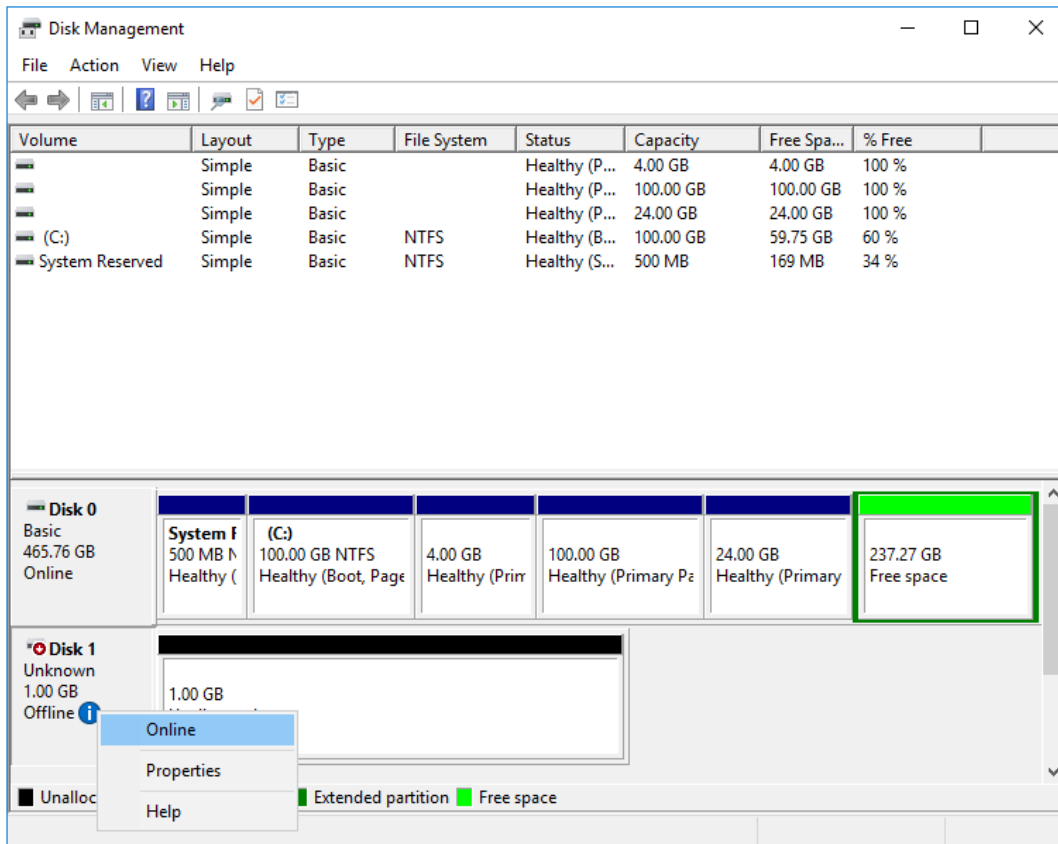 Disk Management
File Action View Help
Volume Layout Type File System Status Capacity Free Spa... % Free
Simple Basic Healthy (P... 4.00 GB 4.00 GB 100 %
Simple Basic Healthy (P... 100.00 GB 100.00 GB 100 %
Simple Basic Healthy (P... 24.00 GB 24.00 GB 100 %
(C:) Simple Basic NTFS Healthy (B... 100.00 GB 59.75 GB 60 %
System Reserved Simple Basic NTFS Healthy (S... 500 MB 169 MB 34 %
Disk 0
Basic
465.76 GB
Online
System F
500 MB N
Healthy (
(C:)
100.00 GB NTFS
Healthy (Boot, Page
4.00 GB
Healthy (Prim
100.00 GB
Healthy (Primary Pa
24.00 GB
Healthy (Primary
237.27 GB
Free space
Disk 1
Unknown
1.00 GB
Offline
1.00 GB
Online
Properties
Help
Unalloc
Extended partition
Free space